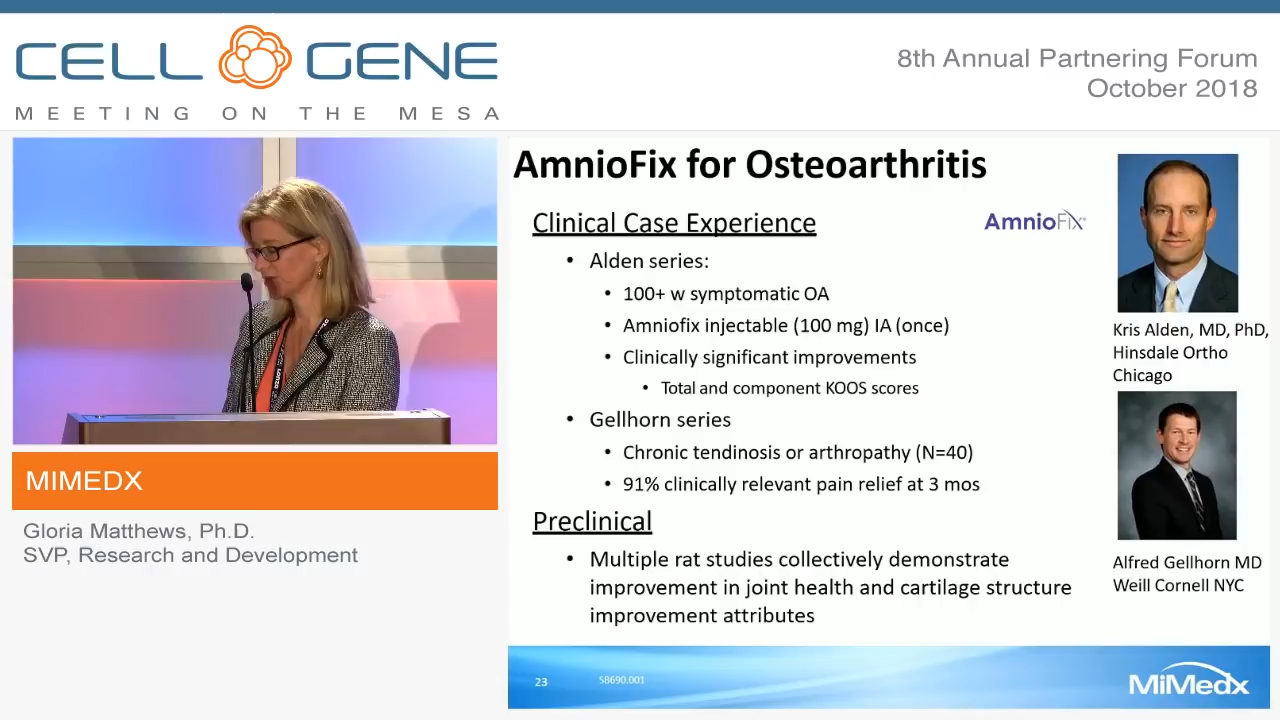 CELL GENE
MEETING ON THE MESA
8th Annual Partnering Forum
October 2018
AmnioFix for Osteoarthritis
Clinical Case Experience
AmnioFix
• Alden series:
• 100+ w symptomatic OA
• Amniofix injectable (100 mg) IA (once)
• Clinically significant improvements
• Total and component KOOS scores
• Gellhorn series
• Chronic tendinosis or arthropathy (N=40)
• 91% clinically relevant pain relief at 3 mos
Preclinical
• Multiple rat studies collectively demonstrate
improvement in joint health and cartilage structure
improvement attributes
Kris Alden, MD, PhD,
Hinsdale Ortho
Chicago
Alfred Gellhorn MD
Weill Cornell NYC
23
SB690.001
MiMedx
MIMEDX
Gloria Matthews, Ph.D.
SVP, Research and Development